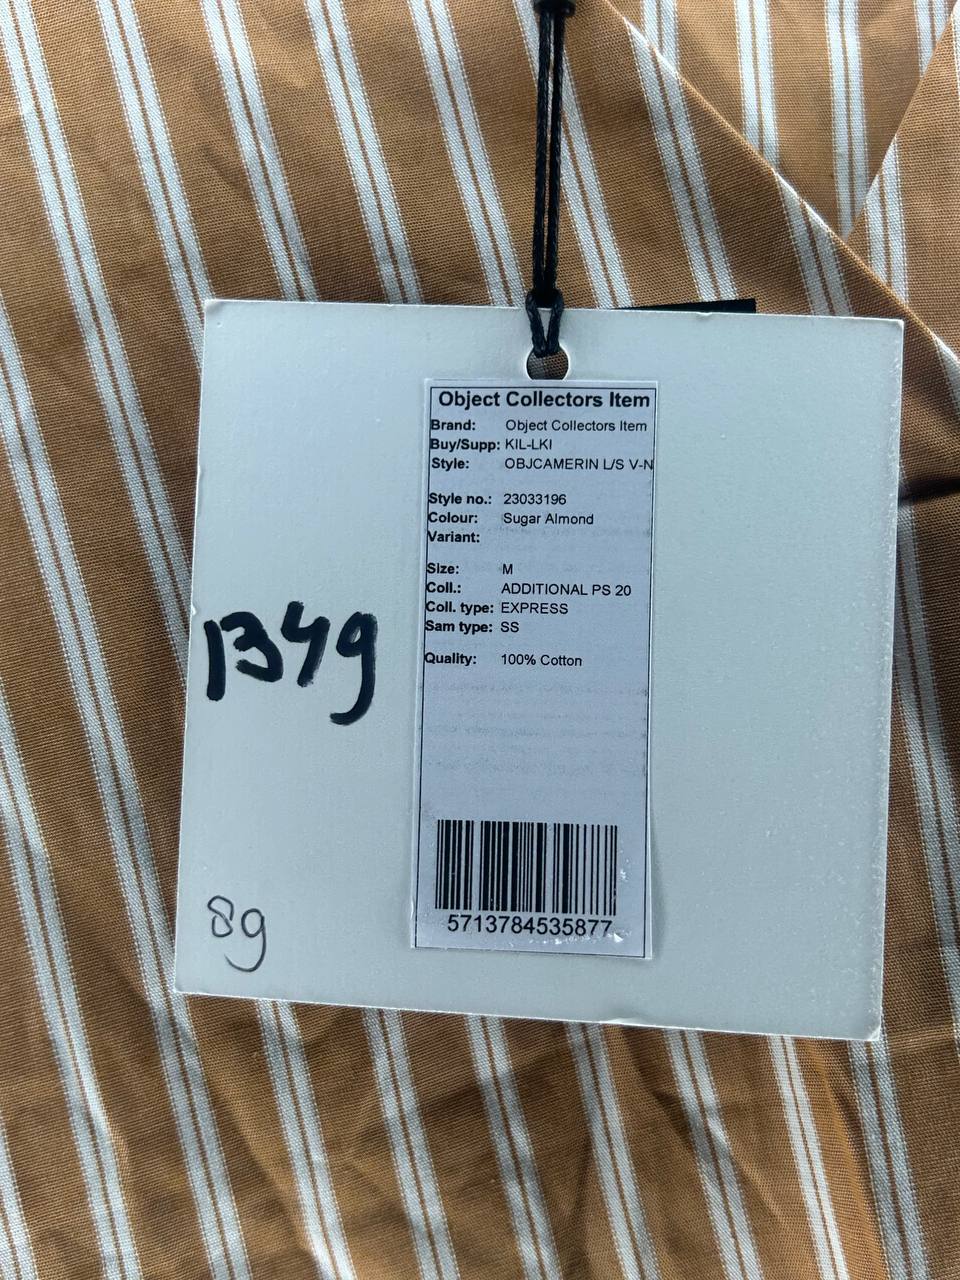 Object Collectors Item
Brand: Object Collectors Item
Buy/Supp: KIL-LKI
Style: OBJCAMERIN L/S V-N
Style no.: 23033196
Colour: Sugar Almond
Variant:
Size: M
Coll.: ADDITIONAL PS 20
Coll. type: EXPRESS
Sam type: SS
Quality: 100% Cotton
1349
5713784535877
89